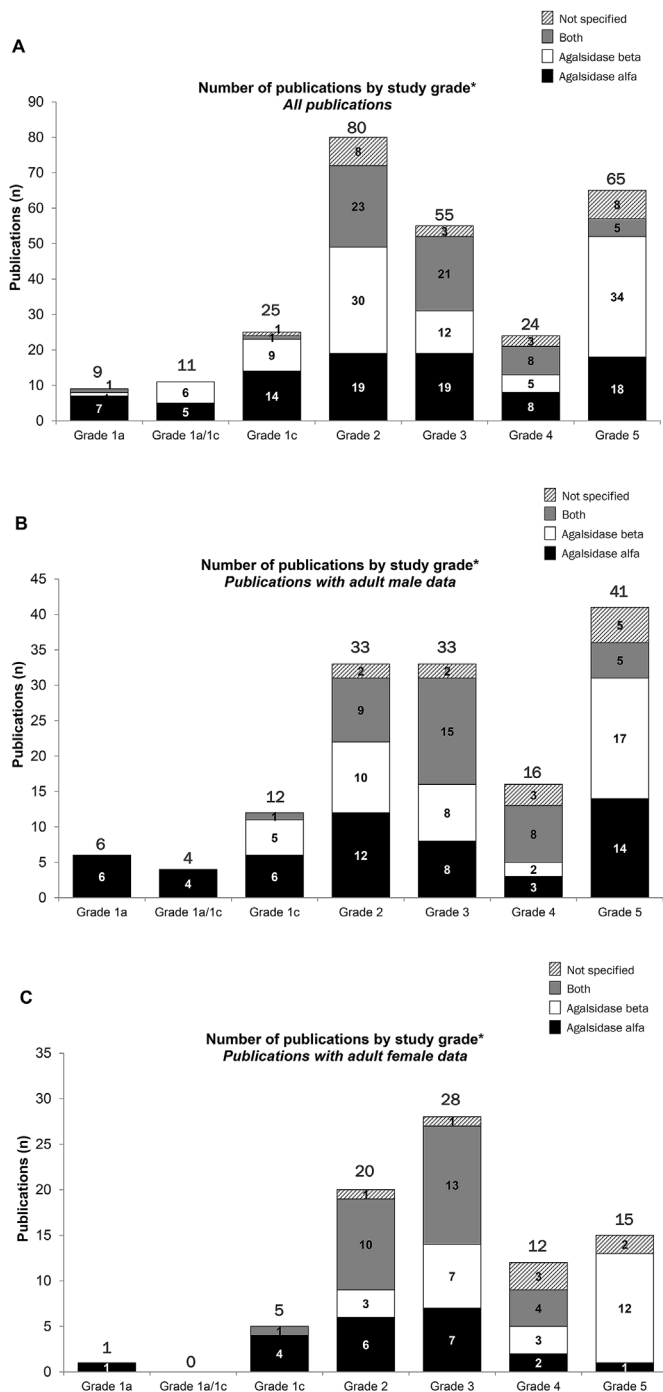 Not specified
Both
Agalsidase beta
Agalsidase alfa
A
Number of publications by study grade*
All publications
Publications (n)
90
80
70
60
50
40
30
20
10
0
9
1
7
11
6
5
25
1
1
9
14
80
8
23
30
19
55
3
21
12
19
24
3
8
5
8
65
8
5
34
18
Grade 1a
Grade 1a/1c
Grade 1c
Grade 2
Grade 3
Grade 4
Grade 5
Not specified
Both
Agalsidase beta
Agalsidase alfa
B
Number of publications by study grade*
Publications with adult male data
Publications (n)
45
40
35
30
25
20
15
10
5
0
6
6
4
4
12
1
5
6
33
2
9
10
12
33
2
15
8
8
16
3
8
2
3
41
5
5
17
14
Grade 1a
Grade 1a/1c
Grade 1c
Grade 2
Grade 3
Grade 4
Grade 5
Not specified
Both
Agalsidase beta
Agalsidase alfa
C
Number of publications by study grade*
Publications with adult female data
Publications (n)
35
30
25
20
15
10
5
0
1
1
0
5
1
4
20
1
10
3
6
28
1
13
7
7
12
3
4
3
2
15
2
12
1
Grade 1a
Grade 1a/1c
Grade 1c
Grade 2
Grade 3
Grade 4
Grade 5